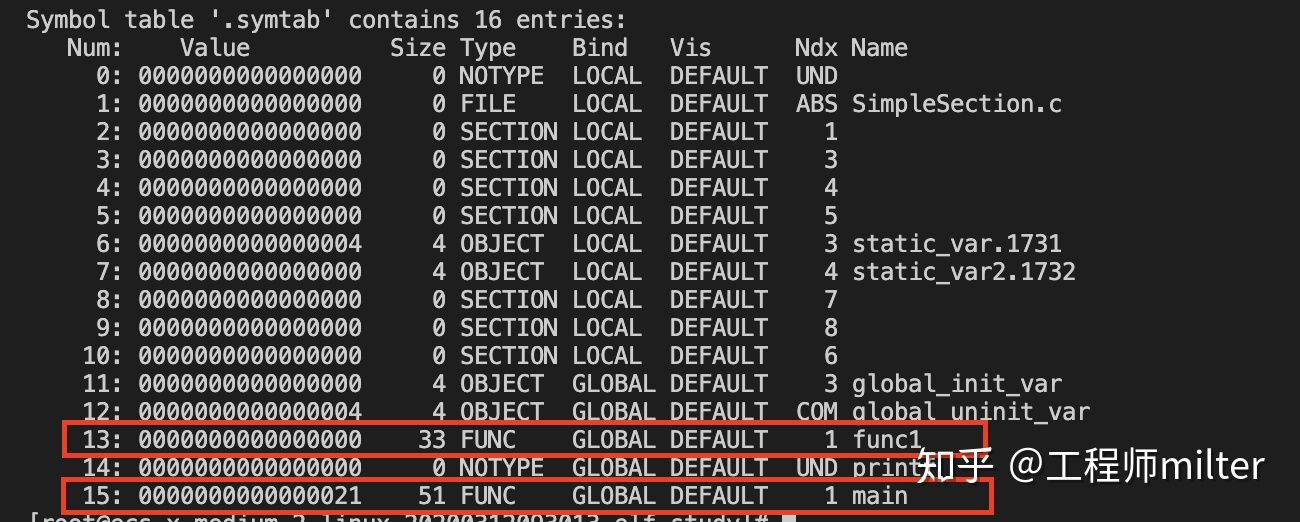 Symbol table '.symtab' contains 16 entries:
Num: Value Size Type Bind Vis Ndx Name
0: 0000000000000000 0 NOTYPE LOCAL DEFAULT UND
1: 0000000000000000 0 FILE LOCAL DEFAULT ABS SimpleSection.c
2: 0000000000000000 0 SECTION LOCAL DEFAULT 1
3: 0000000000000000 0 SECTION LOCAL DEFAULT 3
4: 0000000000000000 0 SECTION LOCAL DEFAULT 4
5: 0000000000000000 0 SECTION LOCAL DEFAULT 5
6: 0000000000000004 4 OBJECT LOCAL DEFAULT 3 static_var.1731
7: 0000000000000000 4 OBJECT LOCAL DEFAULT 4 static_var2.1732
8: 0000000000000000 0 SECTION LOCAL DEFAULT 7
9: 0000000000000000 0 SECTION LOCAL DEFAULT 8
10: 0000000000000000 0 SECTION LOCAL DEFAULT 6
11: 0000000000000000 4 OBJECT GLOBAL DEFAULT 3 global_init_var
12: 0000000000000004 4 OBJECT GLOBAL DEFAULT COM global_uninit_var
13: 0000000000000000 33 FUNC GLOBAL DEFAULT 1 func1
14: 0000000000000000 0 NOTYPE GLOBAL DEFAULT UND printf
15: 0000000000000021 51 FUNC GLOBAL DEFAULT 1 main
知乎 @工程师milter